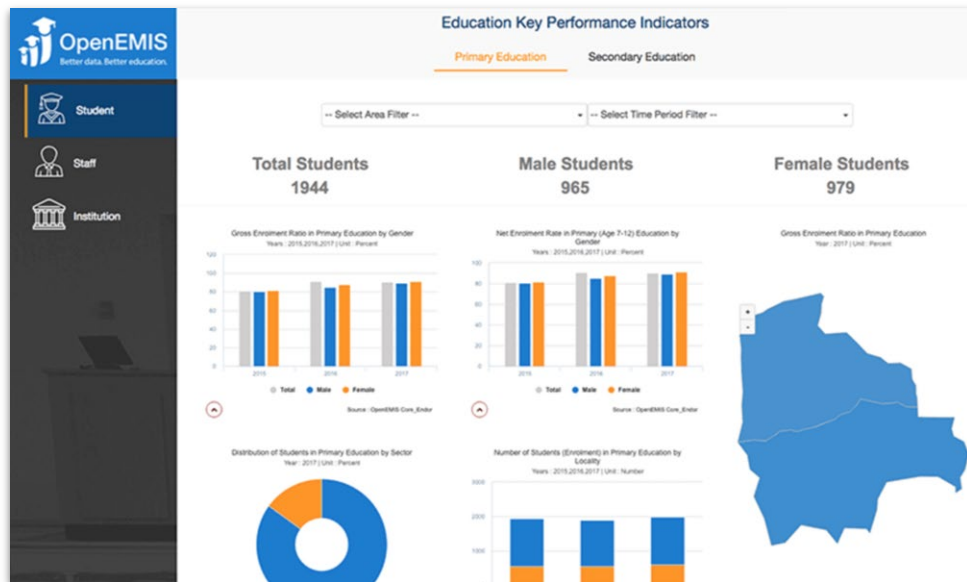 Education Key Performance Indicators
OpenEMIS
Better data. Better education.
Primary Education
Secondary Education
Student
Staff
Institution
-- Select Area Filter --
-- Select Time Period Filter --
Total Students
1944
Male Students
965
Female Students
979
Gross Enrolment Ratio in Primary Education by Gender
Years : 2015,2016,2017 | Unit : Percent
120
100
80
60
40
20
0
2015
2016
2017
Total
Male
Female
Source : OpenEMIS Core_Endor
Net Enrolment Rate in Primary (Age 7-12) Education by
Gender
Years : 2015,2016,2017 | Unit : Percent
100
80
60
40
20
0
2015
2016
2017
Total
Male
Female
Source : OpenEMIS Core_Endor
Gross Enrolment Ratio in Primary Education
Year : 2017 | Unit : Percent
+
-
Distribution of Students in Primary Education by Sector
Year : 2017 | Unit : Percent
Number of Students (Enrolment) in Primary Education by
Locality
Years : 2015,2016,2017 | Unit : Number
3000
2000
1000